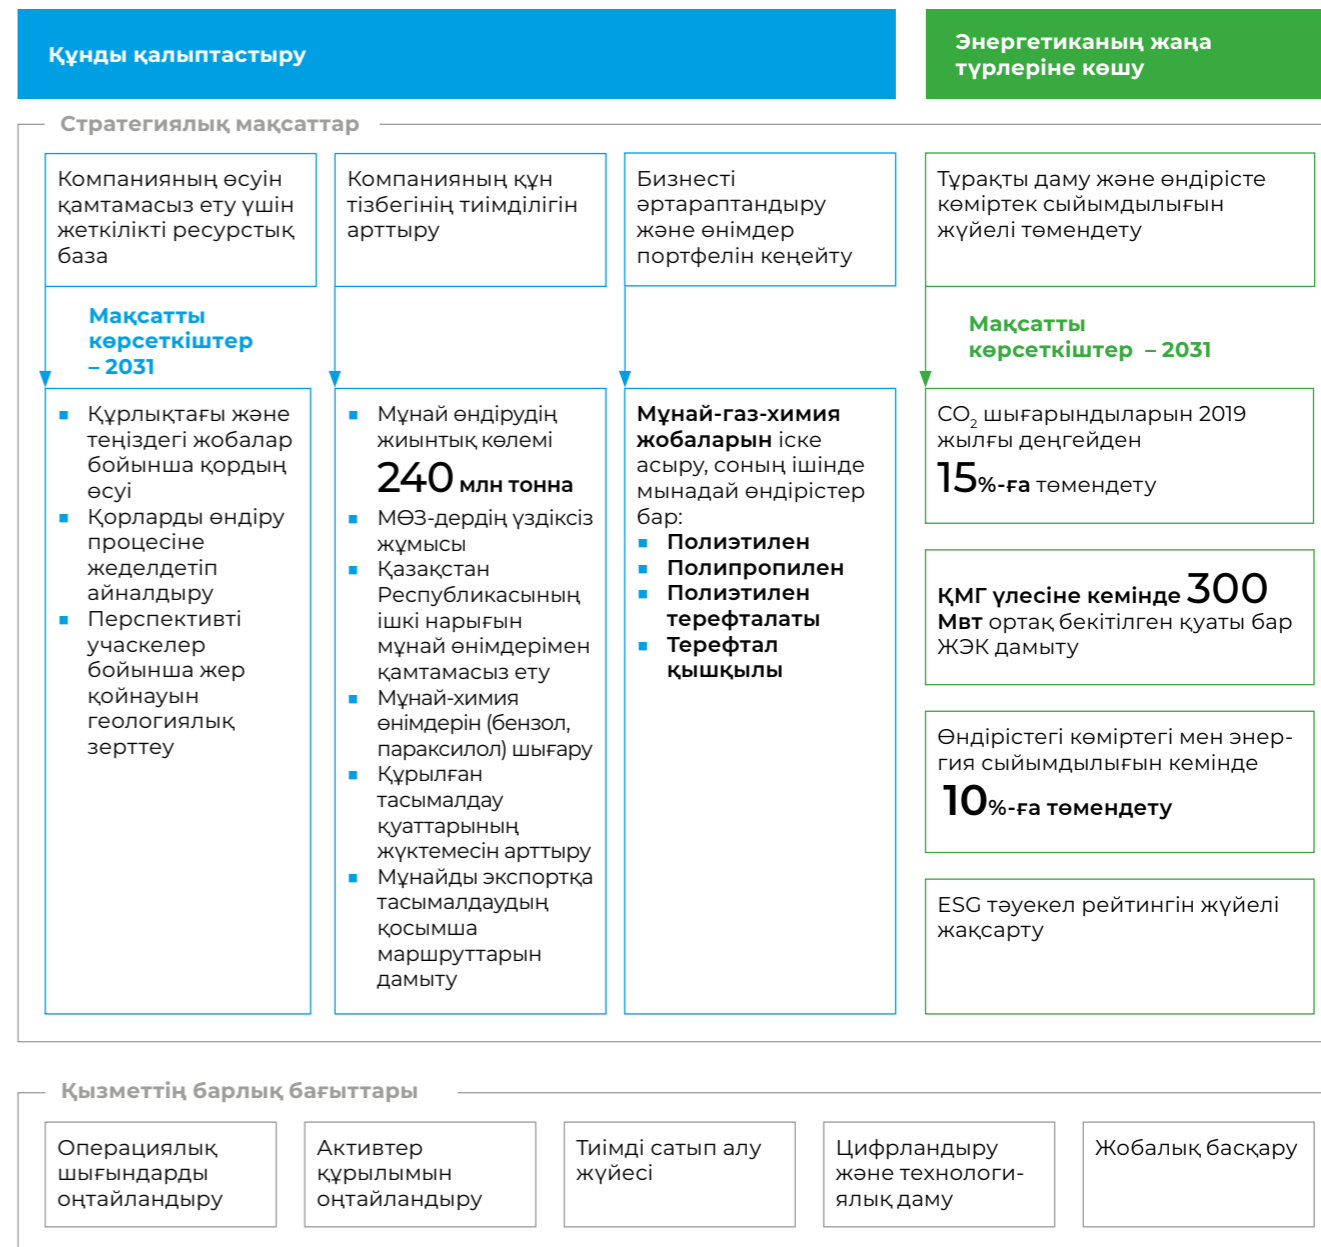 Құнды қалыптастыру
Энергетиканың жаңа
түрлеріне көшу
Стратегиялық мақсаттар
Компанияның өсуін
қамтамасыз ету үшін
жеткілікті ресурстық
база
Компанияның құн
тізбегінің тиімділігін
арттыру
Бизнесті
әртараптандыру
және өнімдер
портфелін кеңейту
Тұрақты даму және өндірісте
көміртек сыйымдылығын
жүйелі төмендету
Мақсатты
көрсеткіштер
– 2031
Мақсатты
көрсеткіштер – 2031
▪ Құрлықтағы және
теңіздегі жобалар
бойынша қордың
өсуі
▪ Қорларды өндіру
процесіне
жеделдетіп
айналдыру
▪ Перспективті
учаскелер
бойынша жер
қойнауын
геологиялық
зерттеу
▪ Мұнай өндірудің
жиынтық көлемі
240 млн тонна
▪ МӨЗ-дердің үздіксіз
жұмысы
▪ Қазақстан
Республикасының
ішкі нарығын
мұнай өнімдерімен
қамтамасыз ету
▪ Мұнай-химия
өнімдерін (бензол,
параксилол) шығару
▪ Құрылған
тасымалдау
қуаттарының
жүктемесін арттыру
▪ Мұнайды экспортқа
тасымалдаудың
қосымша
маршруттарын
дамыту
Мұнай-газ-химия
жобаларын іске
асыру, соның ішінде
мынадай өндірістер
бар:
▪ Полиэтилен
▪ Полипропилен
▪ Полиэтилен
терефталаты
▪ Терефтал
қышқылы
CO₂ шығарындыларын 2019
жылғы деңгейден
15%-ға төмендету
ҚМГ үлесіне кемінде 300
Мвт ортақ бекітілген қуаты бар
ЖЭК дамыту
Өндірістегі көміртегі мен энер-
гия сыйымдылығын кемінде
10%-ға төмендету
ESG тәуекел рейтингін жүйелі
жақсарту
Қызметтің барлық бағыттары
Операциялық
шығындарды
оңтайландыру
Активтер
құрылымын
оңтайландыру
Тиімді сатып алу
жүйесі
Цифрландыру
және технологи-
ялық даму
Жобалық басқару